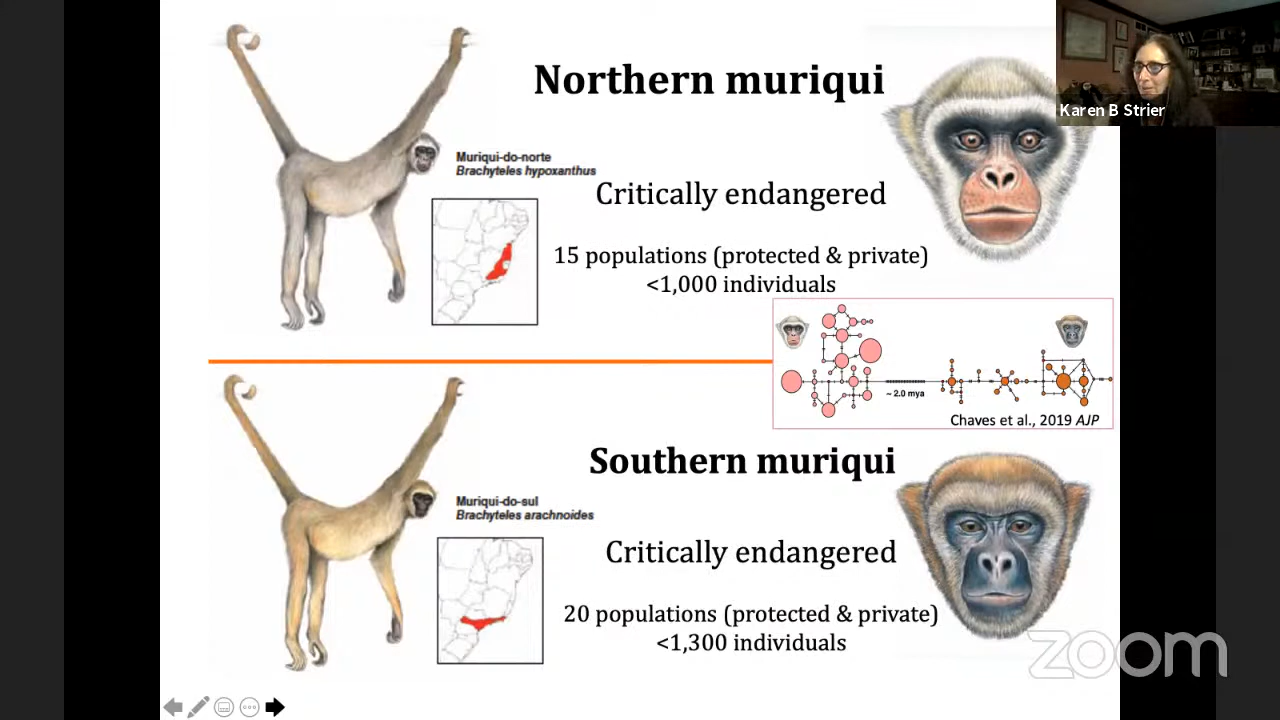 Northern muriqui
Karen B Strier
Muriqui-do-norte
Brachyteles hypoxanthus
Critically endangered
15 populations (protected & private)
<1,000 individuals
~ 2.0 mya
Chaves et al., 2019 AJP
Southern muriqui
Muriqui-do-sul
Brachyteles arachnoides
Critically endangered
20 populations (protected & private)
<1,300 individuals
zoom